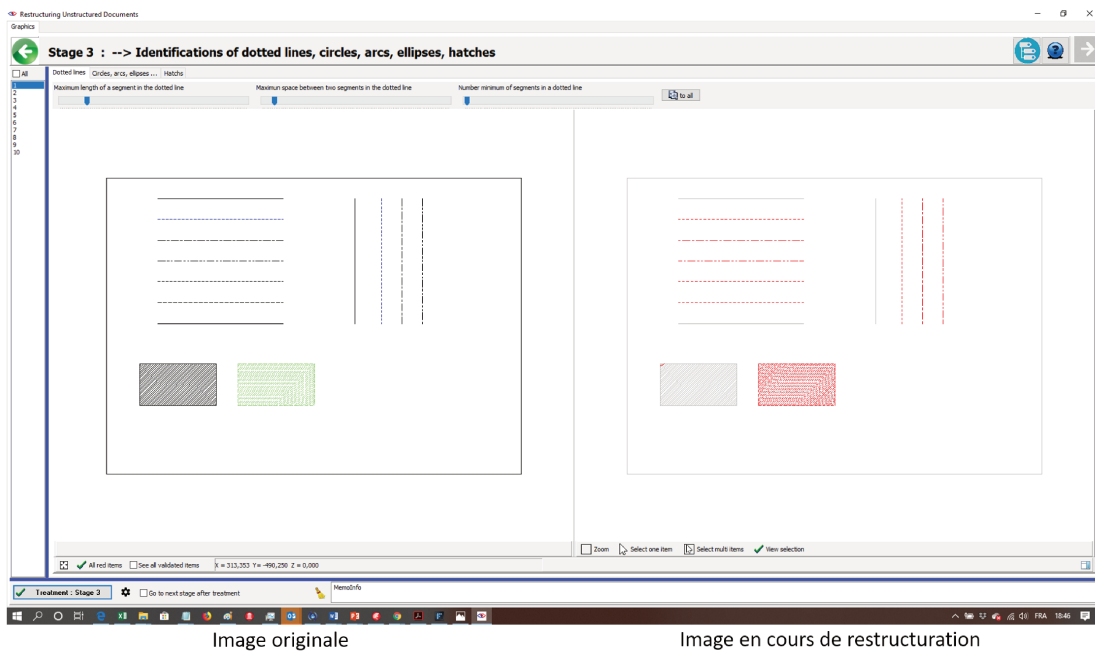 Restructuring Unstructured Documents
Graphics
Stage 3 : --> Identifications of dotted lines, circles, arcs, ellipses, hatches
All
Dotted lines Circles, arcs, ellipses ... Hatchs
1
2
3
4
5
6
7
8
9
10
Maximum length of a segment in the dotted line Maximun space between two segments in the dotted line Number minimum of segments in a dotted line
to all
Zoom Select one item Select multi items View selection
All red items See all validated items X = 313,353 Y= -490,250 Z = 0,000
Treatment : Stage 3 Go to next stage after treatment MemoInfo
FRA 18:46
Image originale Image en cours de restructuration